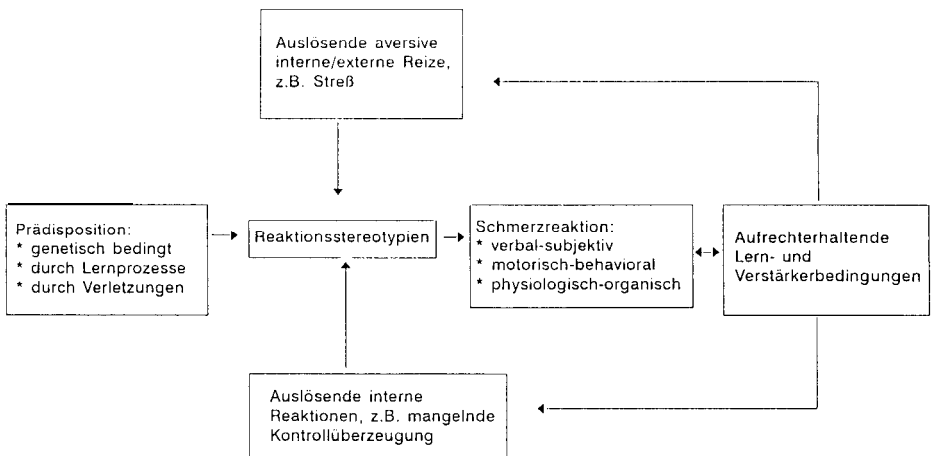 Auslösende aversive
interne/externe Reize,
z.B. Streß
Prädisposition:
* genetisch bedingt
* durch Lernprozesse
* durch Verletzungen
Reaktionsstereotypien
Schmerzreaktion:
* verbal-subjektiv
* motorisch-behavioral
* physiologisch-organisch
Aufrechterhaltende
Lern- und
Verstärkerbedingungen
Auslösende interne
Reaktionen, z.B. mangelnde
Kontrollüberzeugung